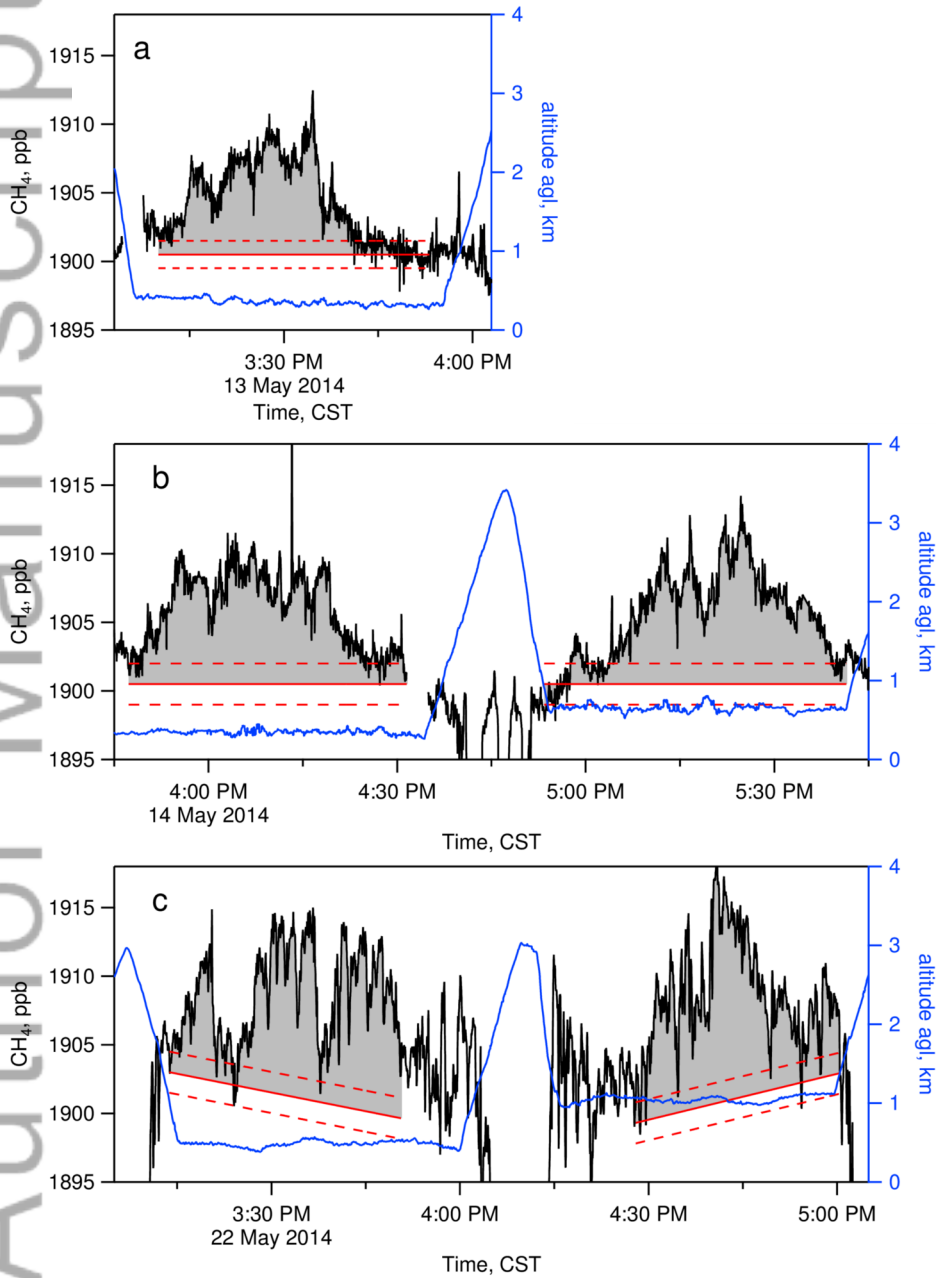 a
4
1915
3
1910
CH₄, ppb
altitude agl, km
2
1905
1
1900
0
1895
3:30 PM
4:00 PM
13 May 2014
Time, CST
b
4
1915
3
1910
CH₄, ppb
altitude agl, km
2
1905
1
1900
0
1895
4:00 PM
4:30 PM
5:00 PM
5:30 PM
14 May 2014
Time, CST
c
4
1915
3
1910
CH₄, ppb
altitude agl, km
2
1905
1
1900
0
1895
3:30 PM
4:00 PM
4:30 PM
5:00 PM
22 May 2014
Time, CST